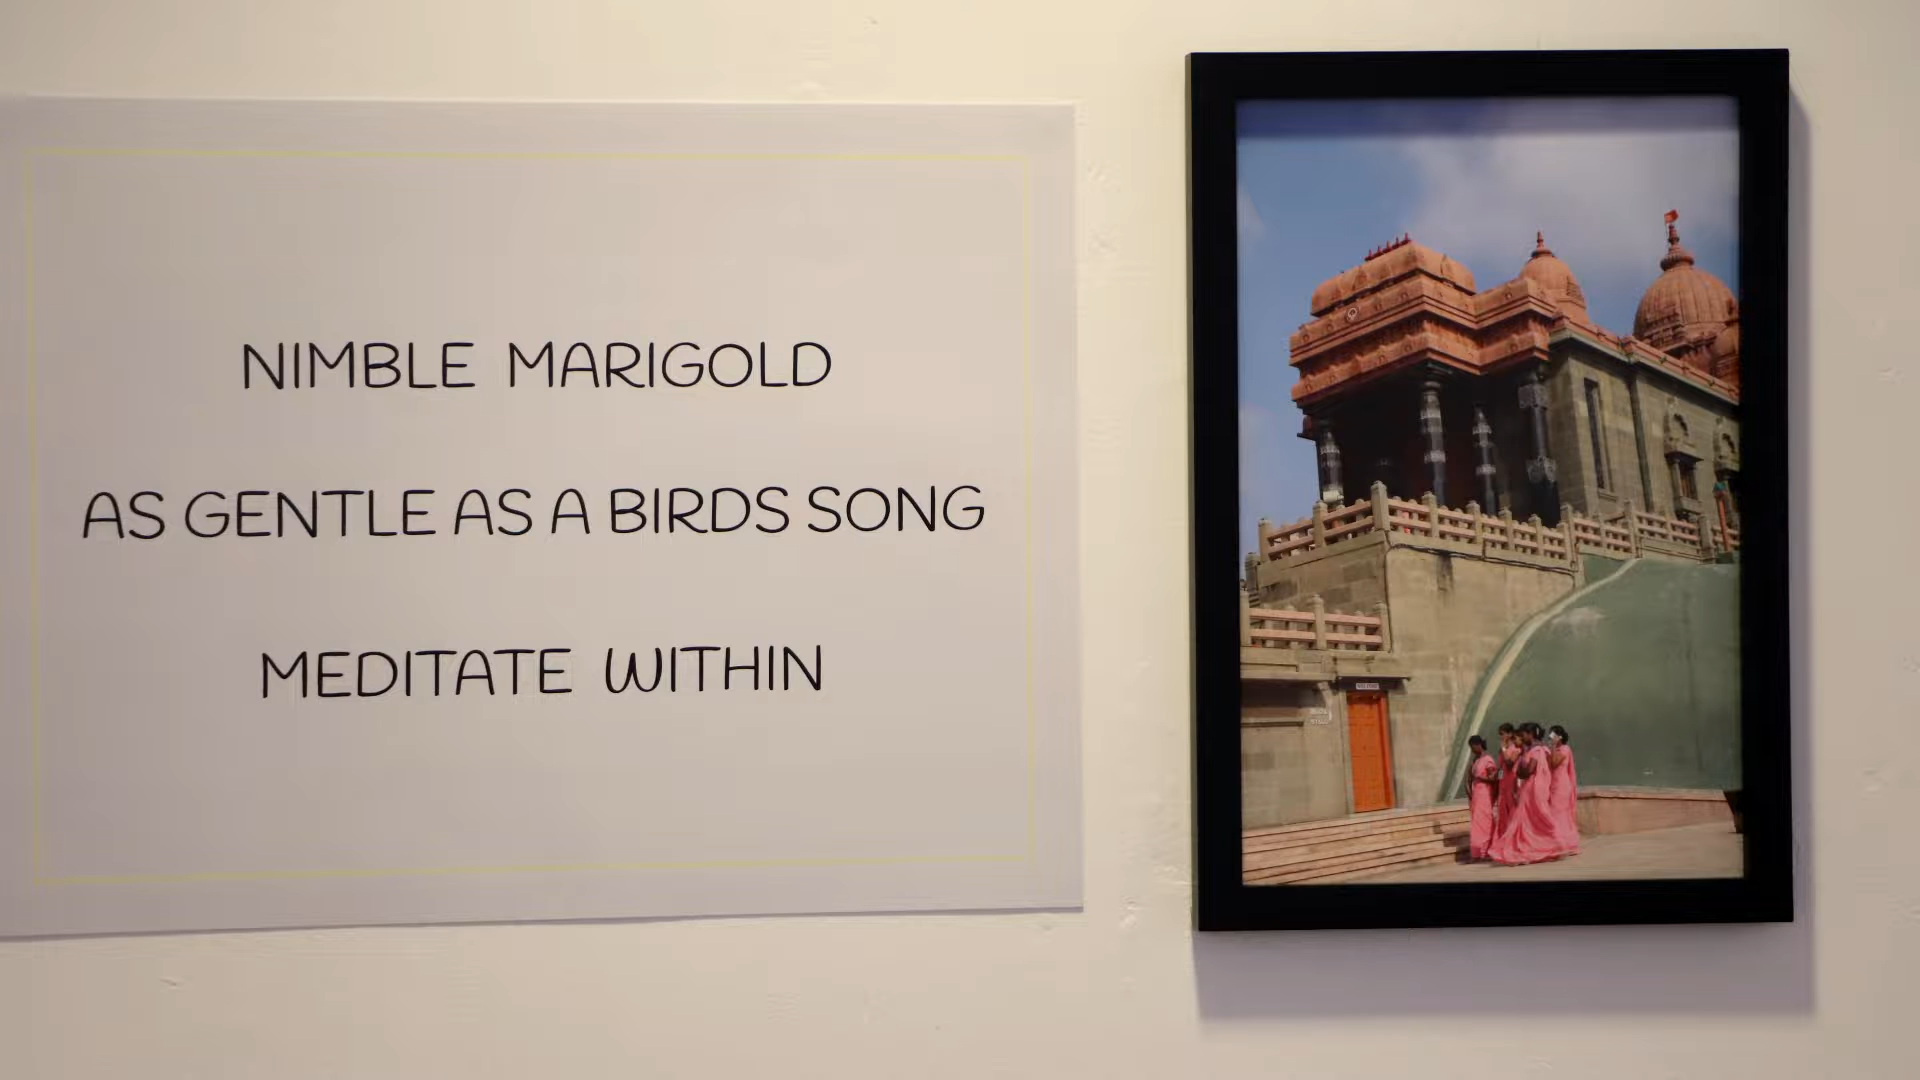 NIMBLE MARIGOLD
AS GENTLE AS A BIRDS SONG
MEDITATE WITHIN